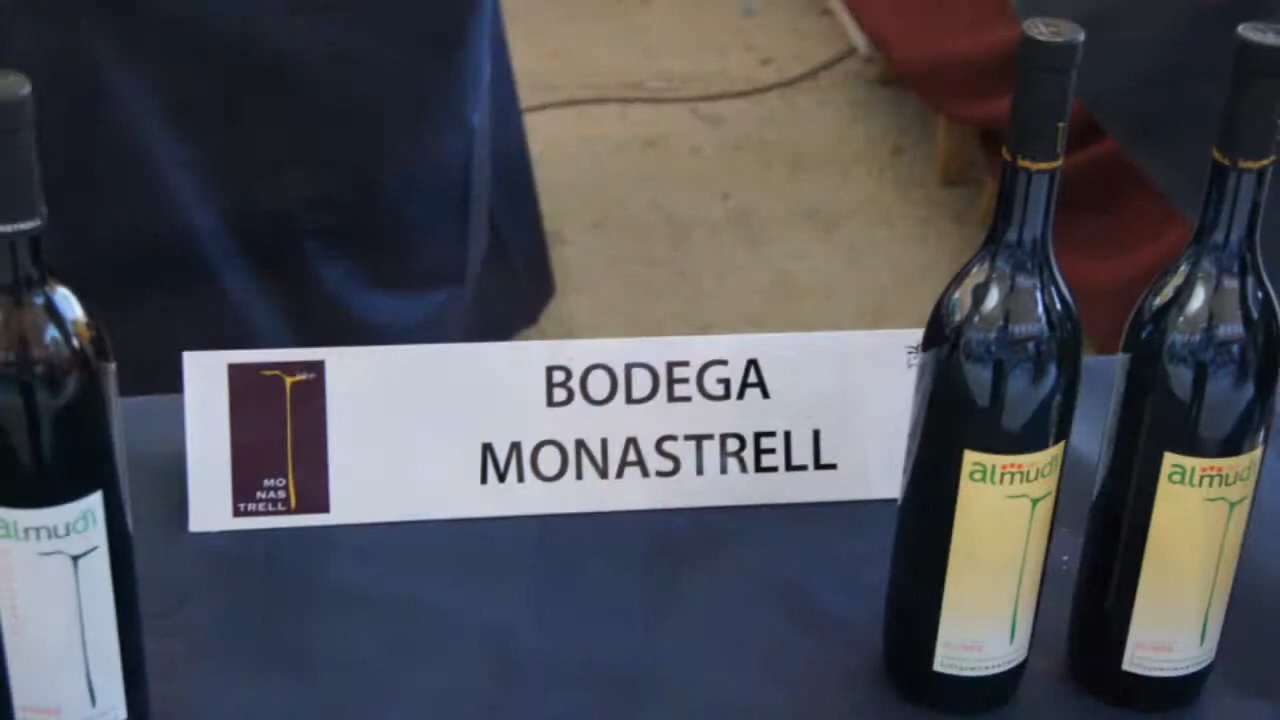 BODEGA
MONASTRELL
MO
NAS
TRELL
almudí
almudí
almudí